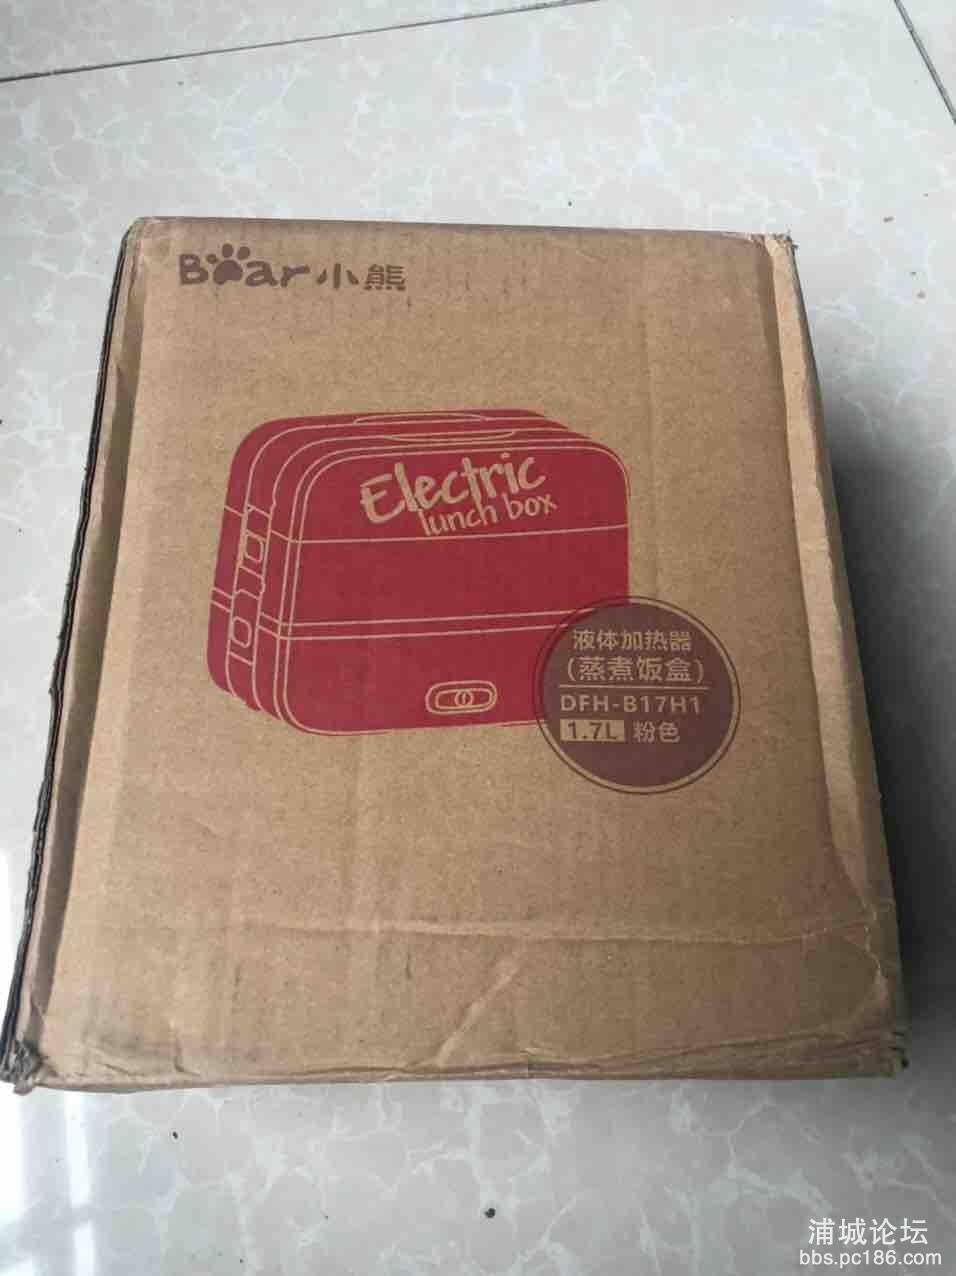 Bear小熊
Electric
lunch box
液体加热器
(蒸煮饭盒)
DFH-B17H1
1.7L 粉色
浦城论坛
bbs.pc186.com